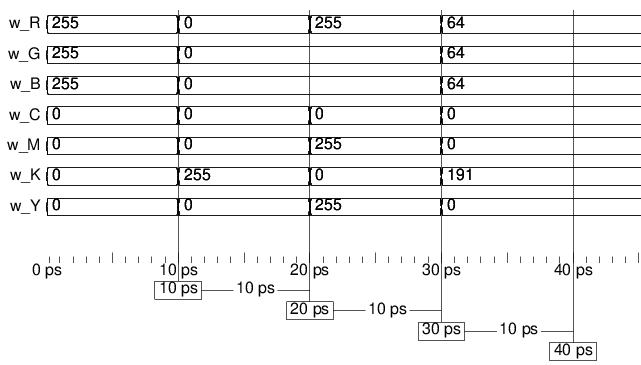 w_R 255 0 255 64
w_G 255 0 64
w_B 255 0 64
w_C 0 0 0 0
w_M 0 0 255 0
w_K 0 255 0 191
w_Y 0 0 255 0
0 ps 10 ps 20 ps 30 ps 40 ps
10 ps 10 ps
20 ps 10 ps
30 ps 10 ps
40 ps